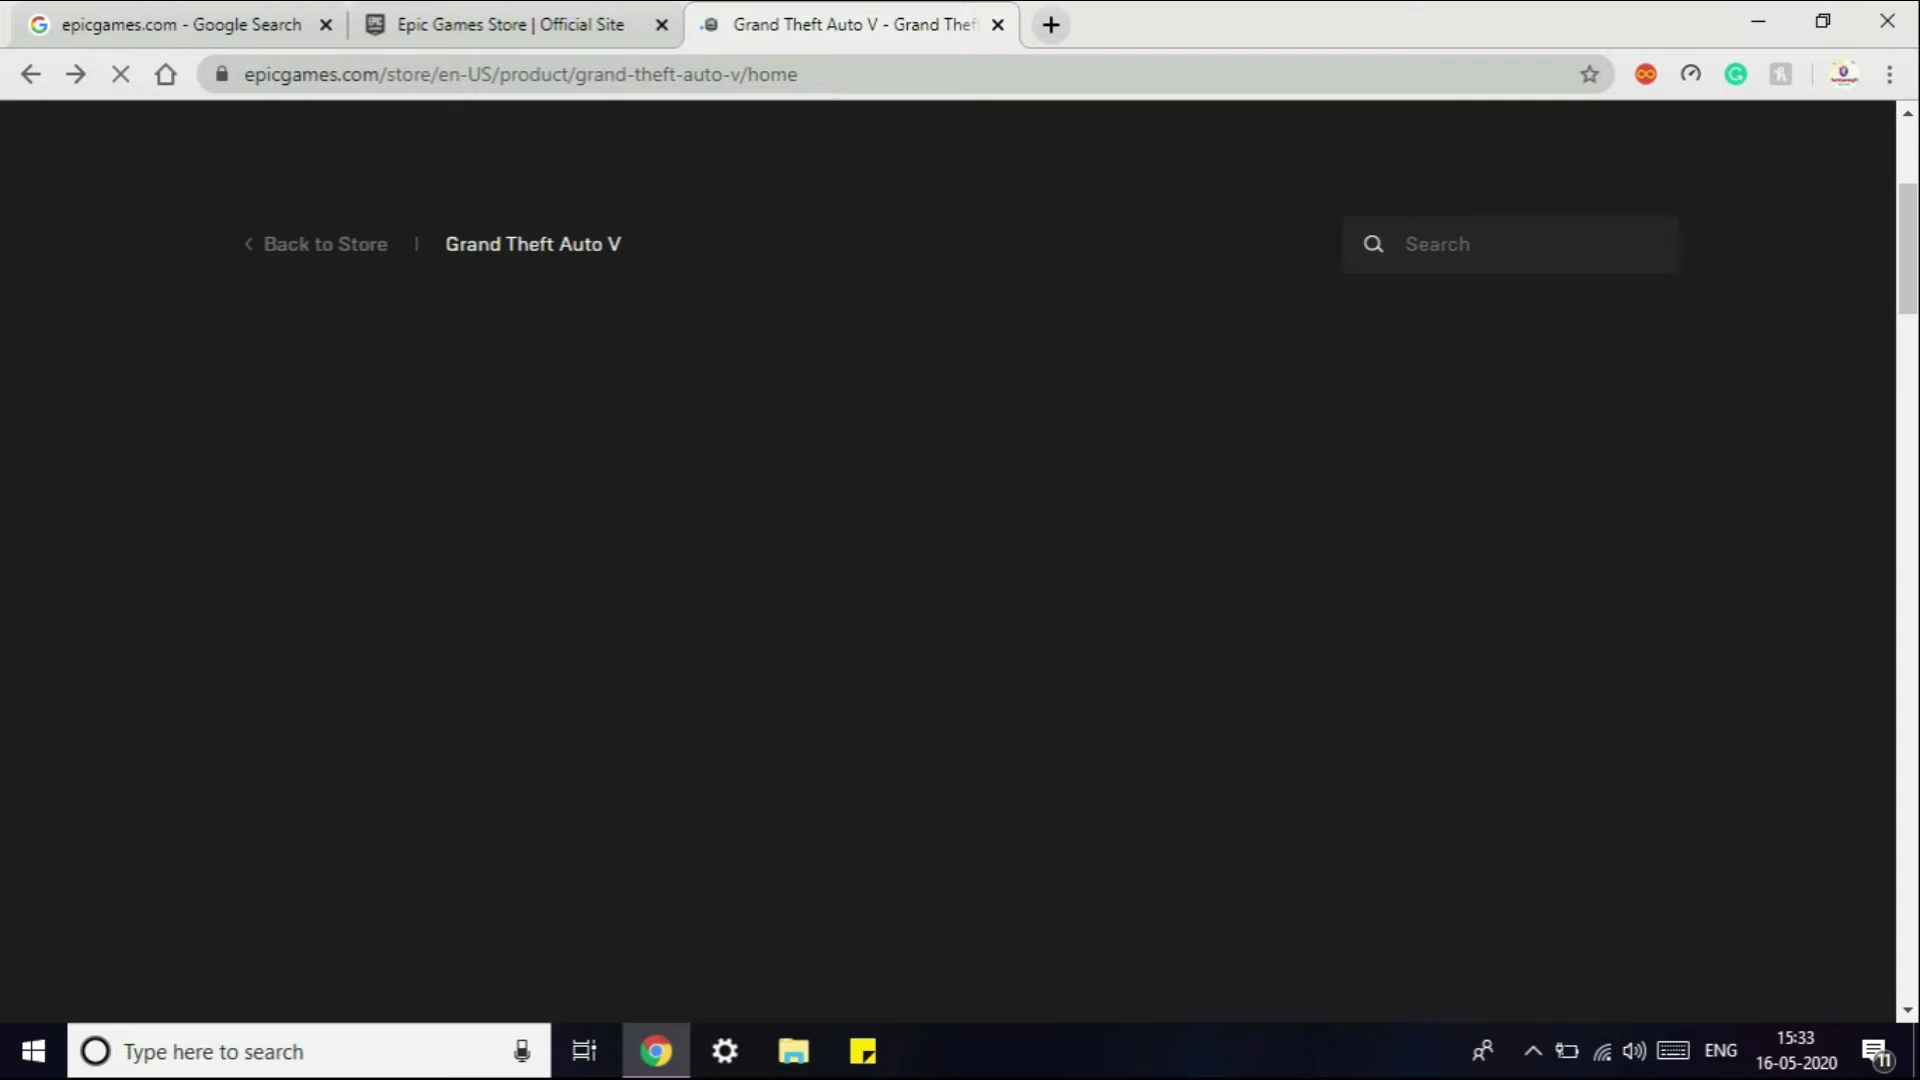 epicgames.com - Google Search
Epic Games Store | Official Site
Grand Theft Auto V - Grand Thef
epicgames.com/store/en-US/product/grand-theft-auto-v/home
Back to Store
Grand Theft Auto V
Search
Type here to search
ENG
15:33
16-05-2020
11